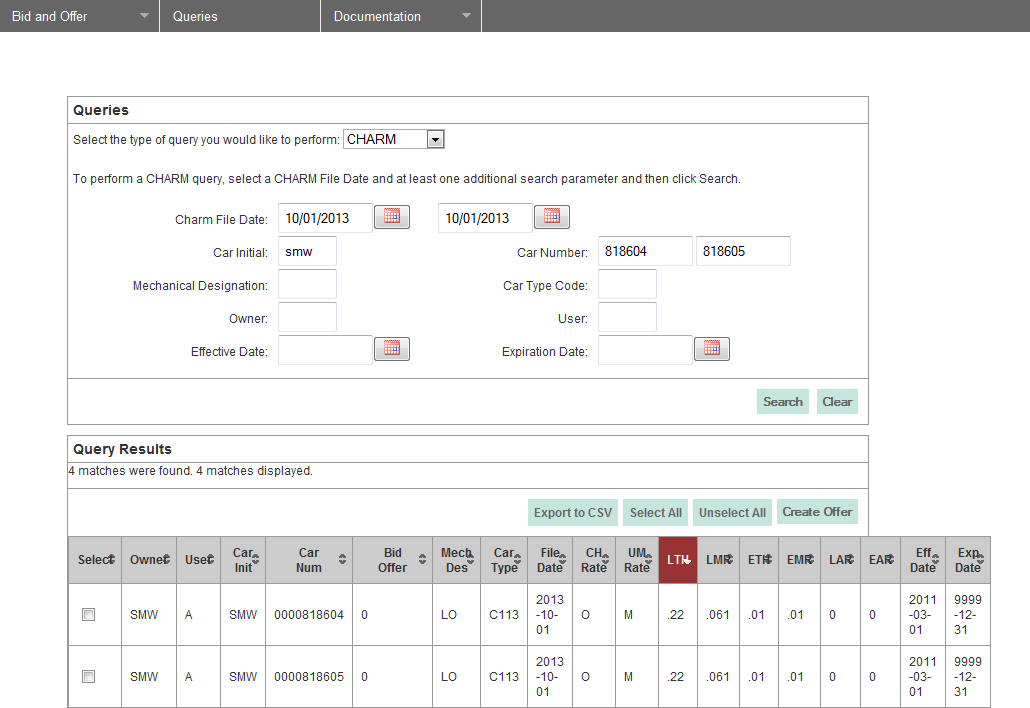 Bid and Offer Queries Documentation
Queries
Select the type of query you would like to perform: CHARM
To perform a CHARM query, select a CHARM File Date and at least one additional search parameter and then click Search.
Charm File Date: 10/01/2013 10/01/2013
Car Initial: smw Car Number: 818604 818605
Mechanical Designation: Car Type Code:
Owner: User:
Effective Date: Expiration Date:
Search Clear
Query Results
4 matches were found. 4 matches displayed.
Export to CSV Select All Unselect All Create Offer
Select Owner User Car Init Car Num Bid Offer Mech Des Car Type File Date CH Rate UM Rate LTH LMR ETH EMR LAR EAR Eff Date Exp Date
SMW A SMW 0000818604 0 LO C113 2013-10-01 O M .22 .061 .01 .01 0 0 2011-03-01 9999-12-31
SMW A SMW 0000818605 0 LO C113 2013-10-01 O M .22 .061 .01 .01 0 0 2011-03-01 9999-12-31